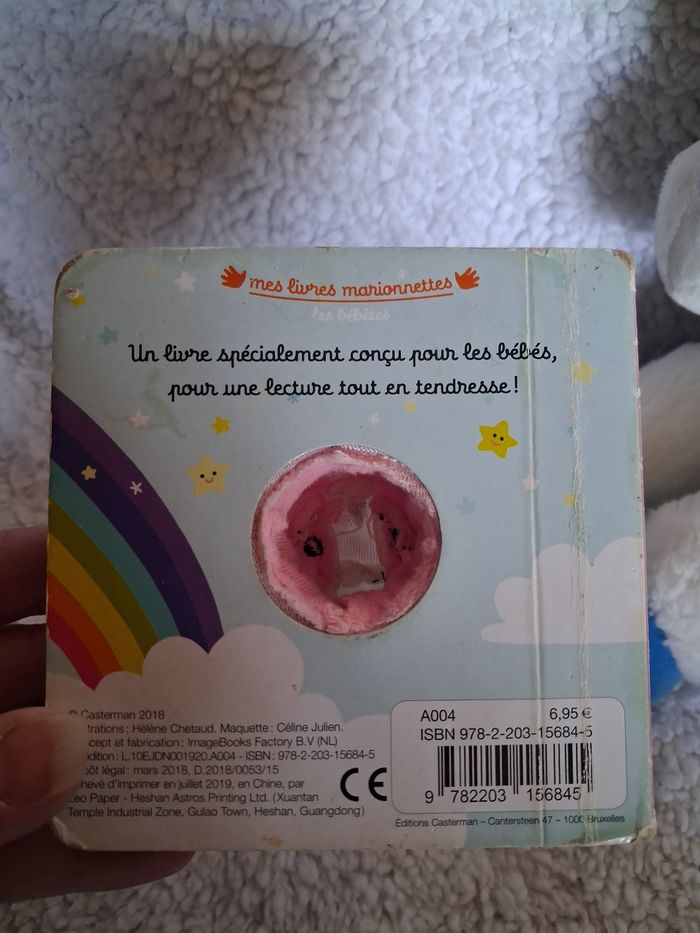 mes livres marionnettes
les bébêtes
Un livre spécialement conçu pour les bébés,
pour une lecture tout en tendresse !
© Casterman 2018
Hélène Chetaud. Maquette : Céline Julien.
et fabrication : ImageBooks Factory B.V (NL)
L.10EJDN001920.A004 - ISBN : 978-2-203-15684-5
légal : mars 2018, D.2018/0053/15
d'imprimer en juillet 2019, en Chine, par
Leo Paper - Heshan Astros Printing Ltd. (Xuantan
Temple Industrial Zone, Gulao Town, Heshan, Guangdong)
CE
A004 6,95 €
ISBN 978-2-203-15684-5
9 782203 156845
Éditions Casterman – Cantersteen 47 – 1000 Bruxelles